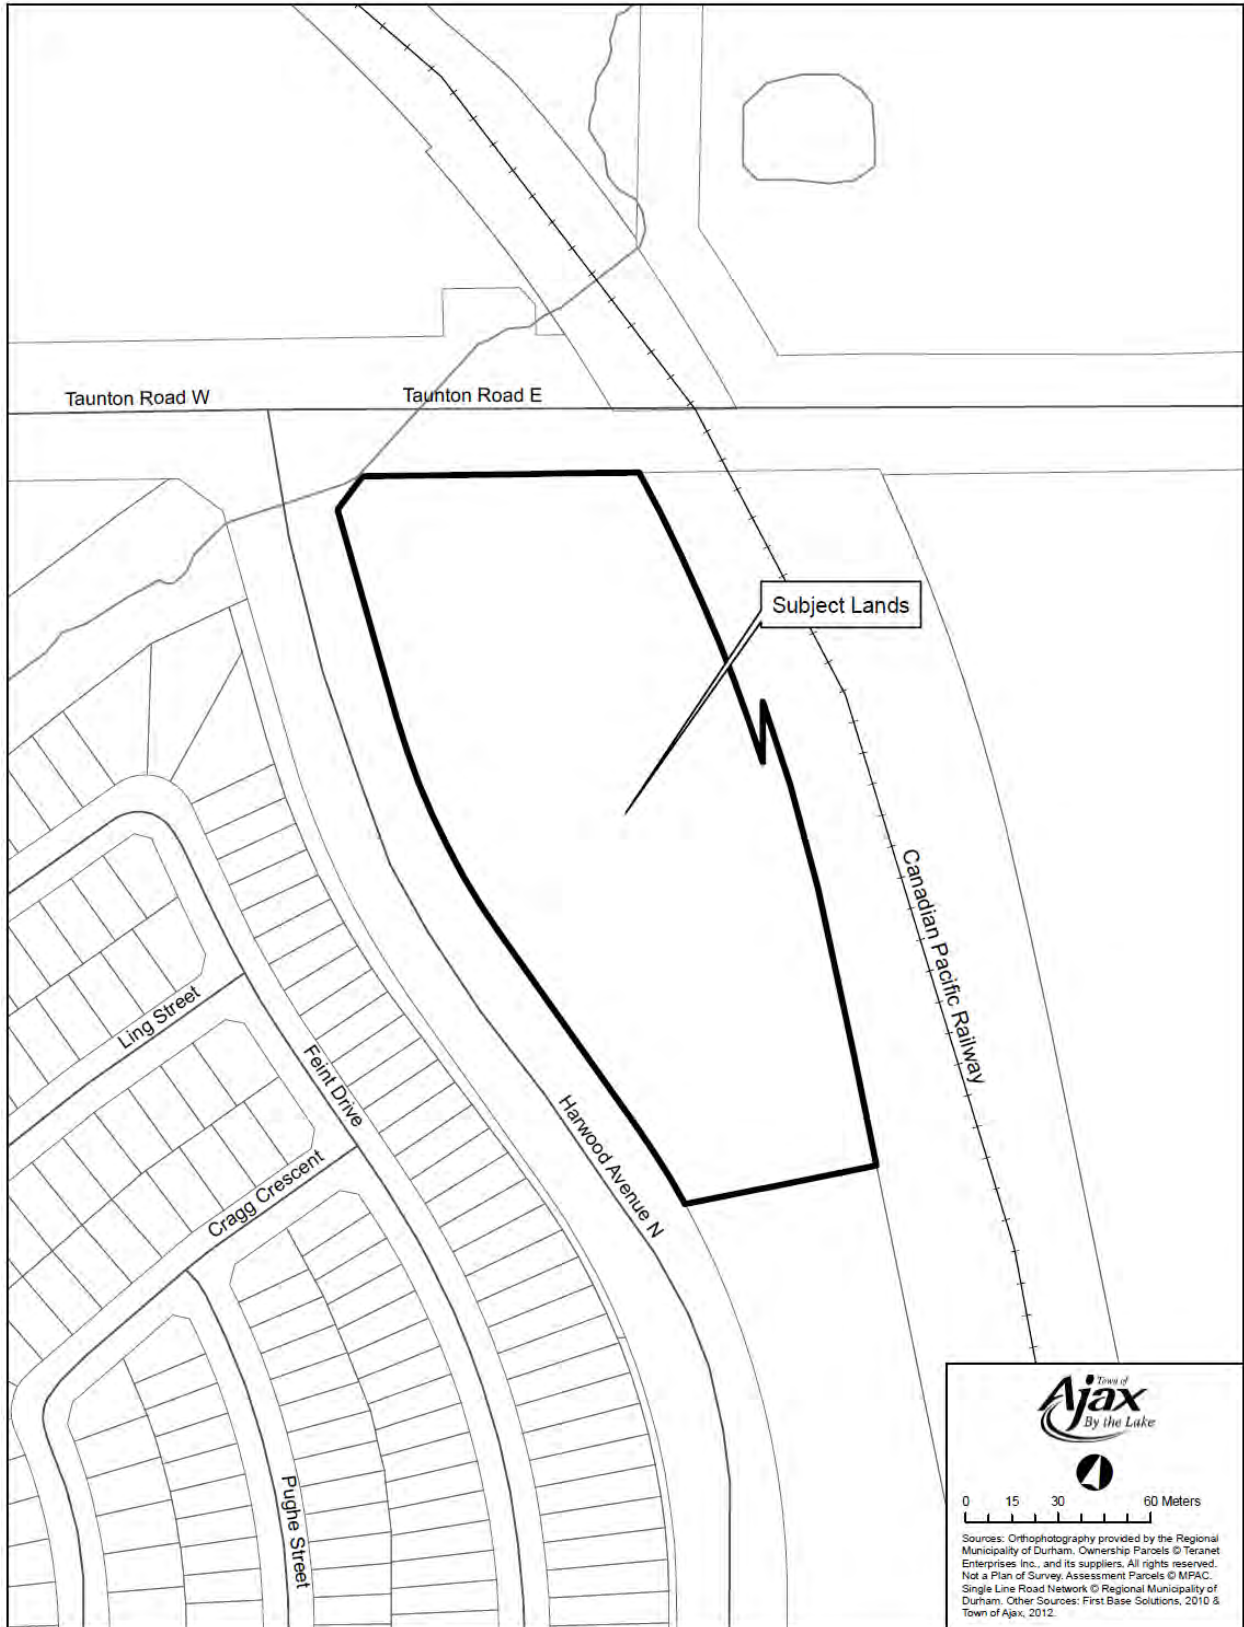 Taunton Road W
Taunton Road E
Subject Lands
Canadian Pacific Railway
Ling Street
Feint Drive
Harwood Avenue N
Cragg Crescent
Pughe Street
Town of
Ajax
By the Lake
0 15 30 60 Meters
Sources: Orthophotography provided by the Regional
Municipality of Durham. Ownership Parcels © Teranet
Enterprises Inc., and its suppliers. All rights reserved.
Not a Plan of Survey. Assessment Parcels © MPAC.
Single Line Road Network © Regional Municipality of
Durham. Other Sources: First Base Solutions, 2010 &
Town of Ajax, 2012.